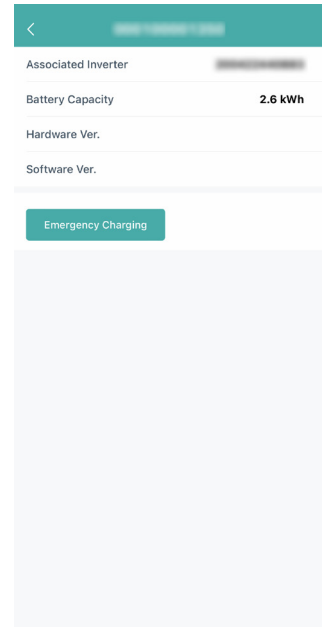 Associated Inverter
Battery Capacity 2.6 kWh
Hardware Ver.
Software Ver.
Emergency Charging